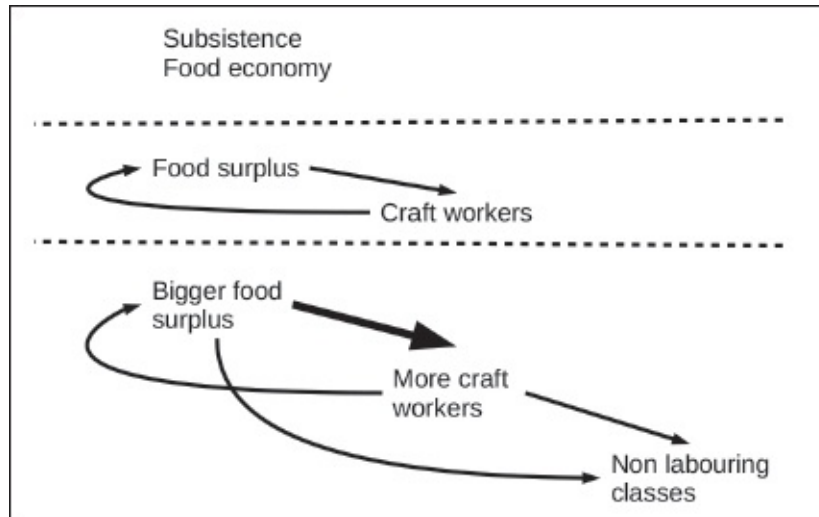 Subsistence
Food economy
Food surplus
Craft workers
Bigger food
surplus
More craft
workers
Non labouring
classes